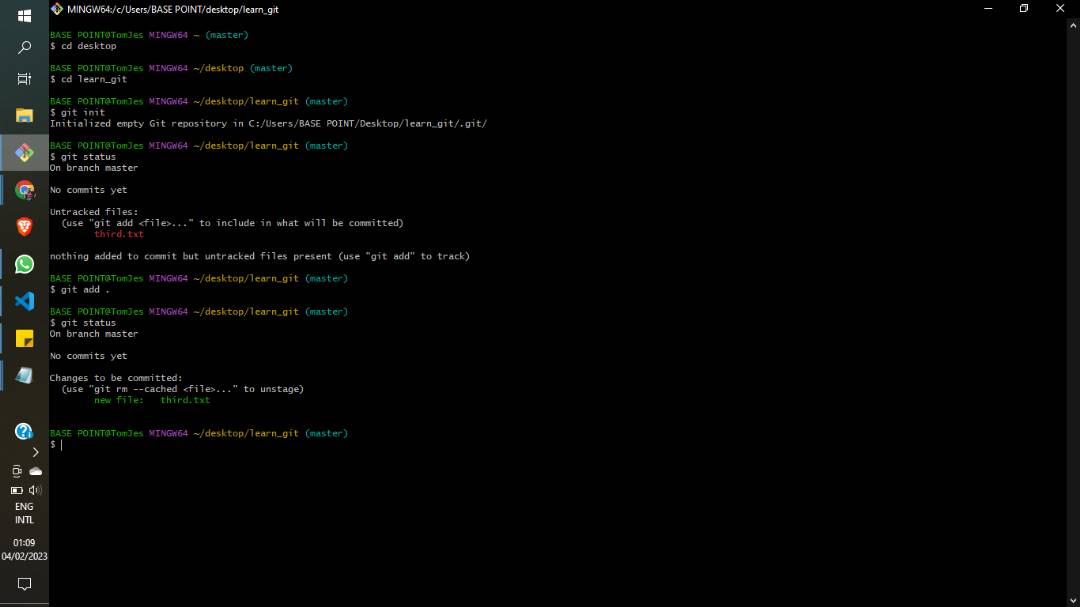 MINGW64:/c/Users/BASE POINT/desktop/learn_git
BASE POINT@TomJes MINGW64 ~ (master)
$ cd desktop
BASE POINT@TomJes MINGW64 ~/desktop (master)
$ cd learn_git
BASE POINT@TomJes MINGW64 ~/desktop/learn_git (master)
$ git init
Initialized empty Git repository in C:/Users/BASE POINT/Desktop/learn_git/.git/
BASE POINT@TomJes MINGW64 ~/desktop/learn_git (master)
$ git status
On branch master
No commits yet
Untracked files:
(use "git add <file>..." to include in what will be committed)
third.txt
nothing added to commit but untracked files present (use "git add" to track)
BASE POINT@TomJes MINGW64 ~/desktop/learn_git (master)
$ git add .
BASE POINT@TomJes MINGW64 ~/desktop/learn_git (master)
$ git status
On branch master
No commits yet
Changes to be committed:
(use "git rm --cached <file>..." to unstage)
new file:   third.txt
BASE POINT@TomJes MINGW64 ~/desktop/learn_git (master)
$
ENG
INTL
01:09
04/02/2023